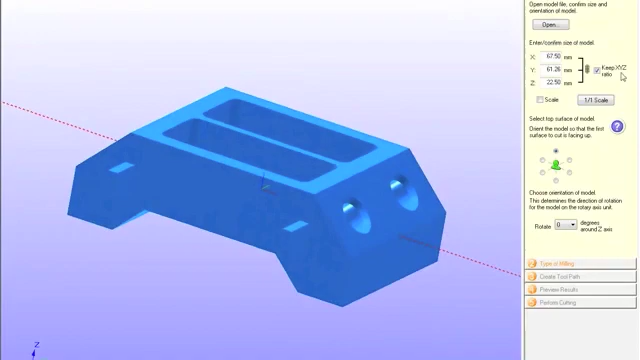 Open model file, confirm size and
orientation of model.
Open...
Enter/confirm size of model.
X: 67.50 mm
Y: 61.26 mm
Z: 22.50 mm
Keep XYZ
ratio
Scale
1/1 Scale
Select top surface of model.
Orient the model so that the first
surface to cut is facing up.
?
Choose orientation of model.
This determines the direction of rotation
for the model on the rotary axis unit.
Rotate 0 degrees
around Z axis
Type of Milling
Create Tool Path
Preview Results
Perform Cutting
Z